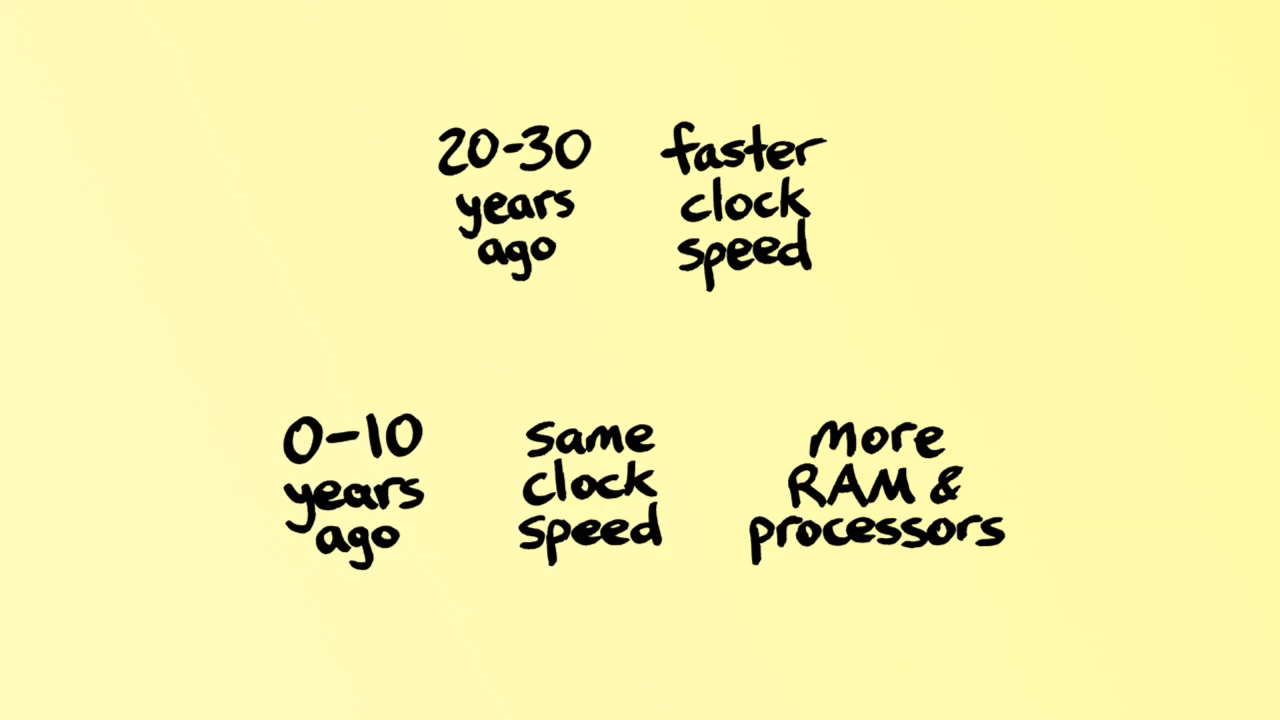 20-30
years
ago
faster
clock
speed
0-10
years
ago
same
clock
speed
more
RAM &
processors